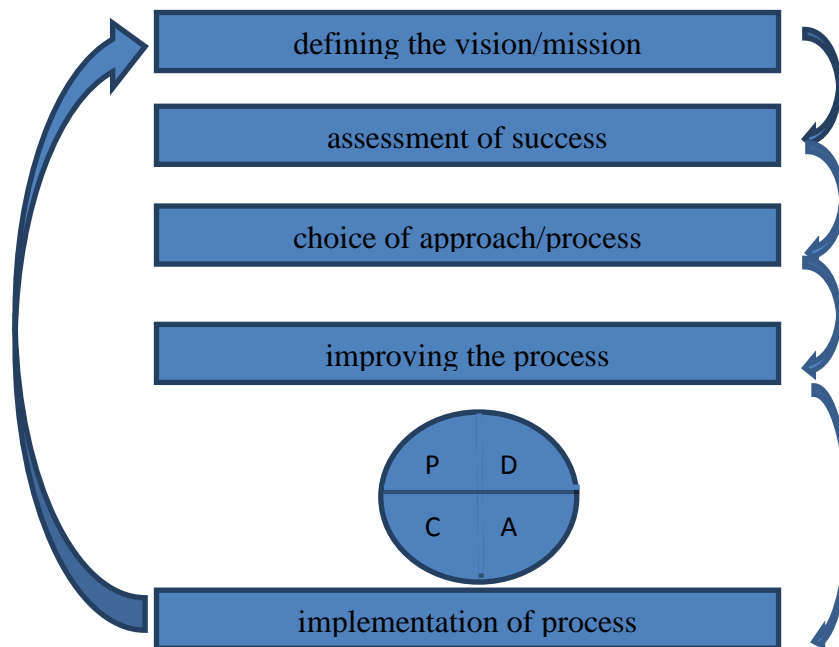 defining the vision/mission
assessment of success
choice of approach/process
improving the process
P D
C A
implementation of process